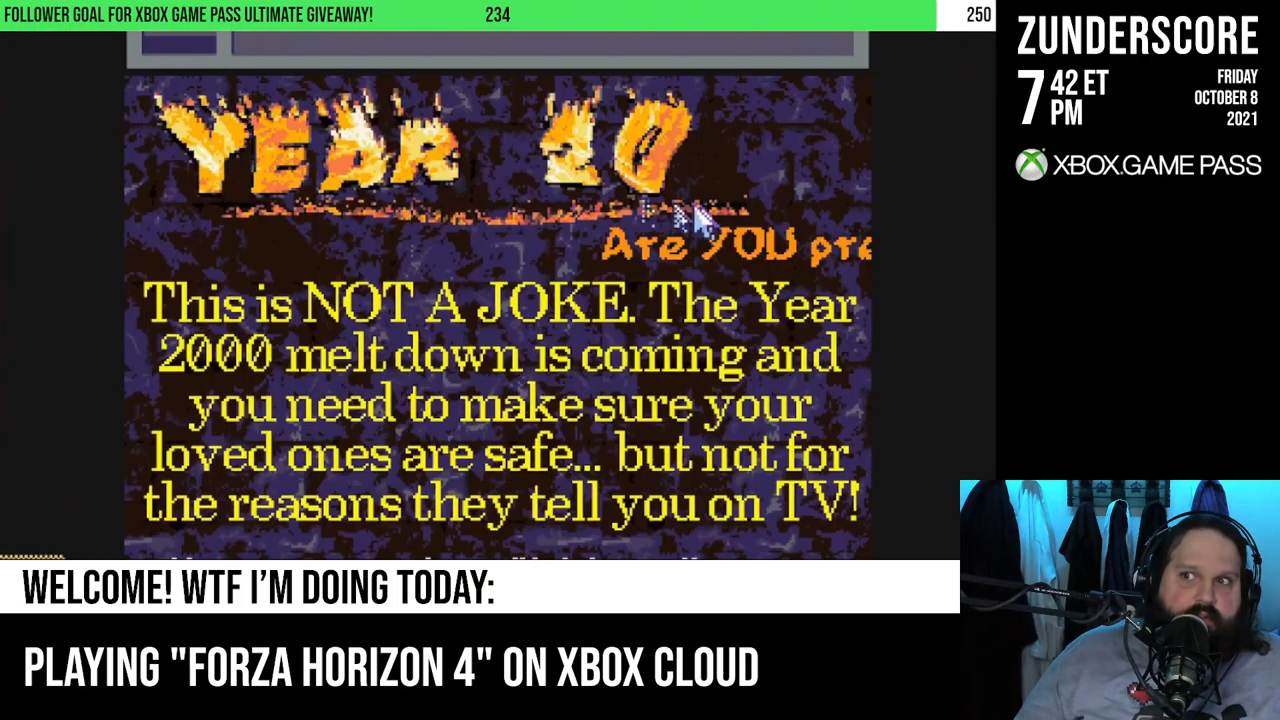 FOLLOWER GOAL FOR XBOX GAME PASS ULTIMATE GIVEAWAY! 234 250
ZUNDERSCORE
7 42 ET PM
FRIDAY
OCTOBER 8
2021
XBOX GAME PASS
YEAR 20
Are YOU pre
This is NOT A JOKE. The Year
2000 melt down is coming and
you need to make sure your
loved ones are safe... but not for
the reasons they tell you on TV!
WELCOME! WTF I'M DOING TODAY:
PLAYING "FORZA HORIZON 4" ON XBOX CLOUD